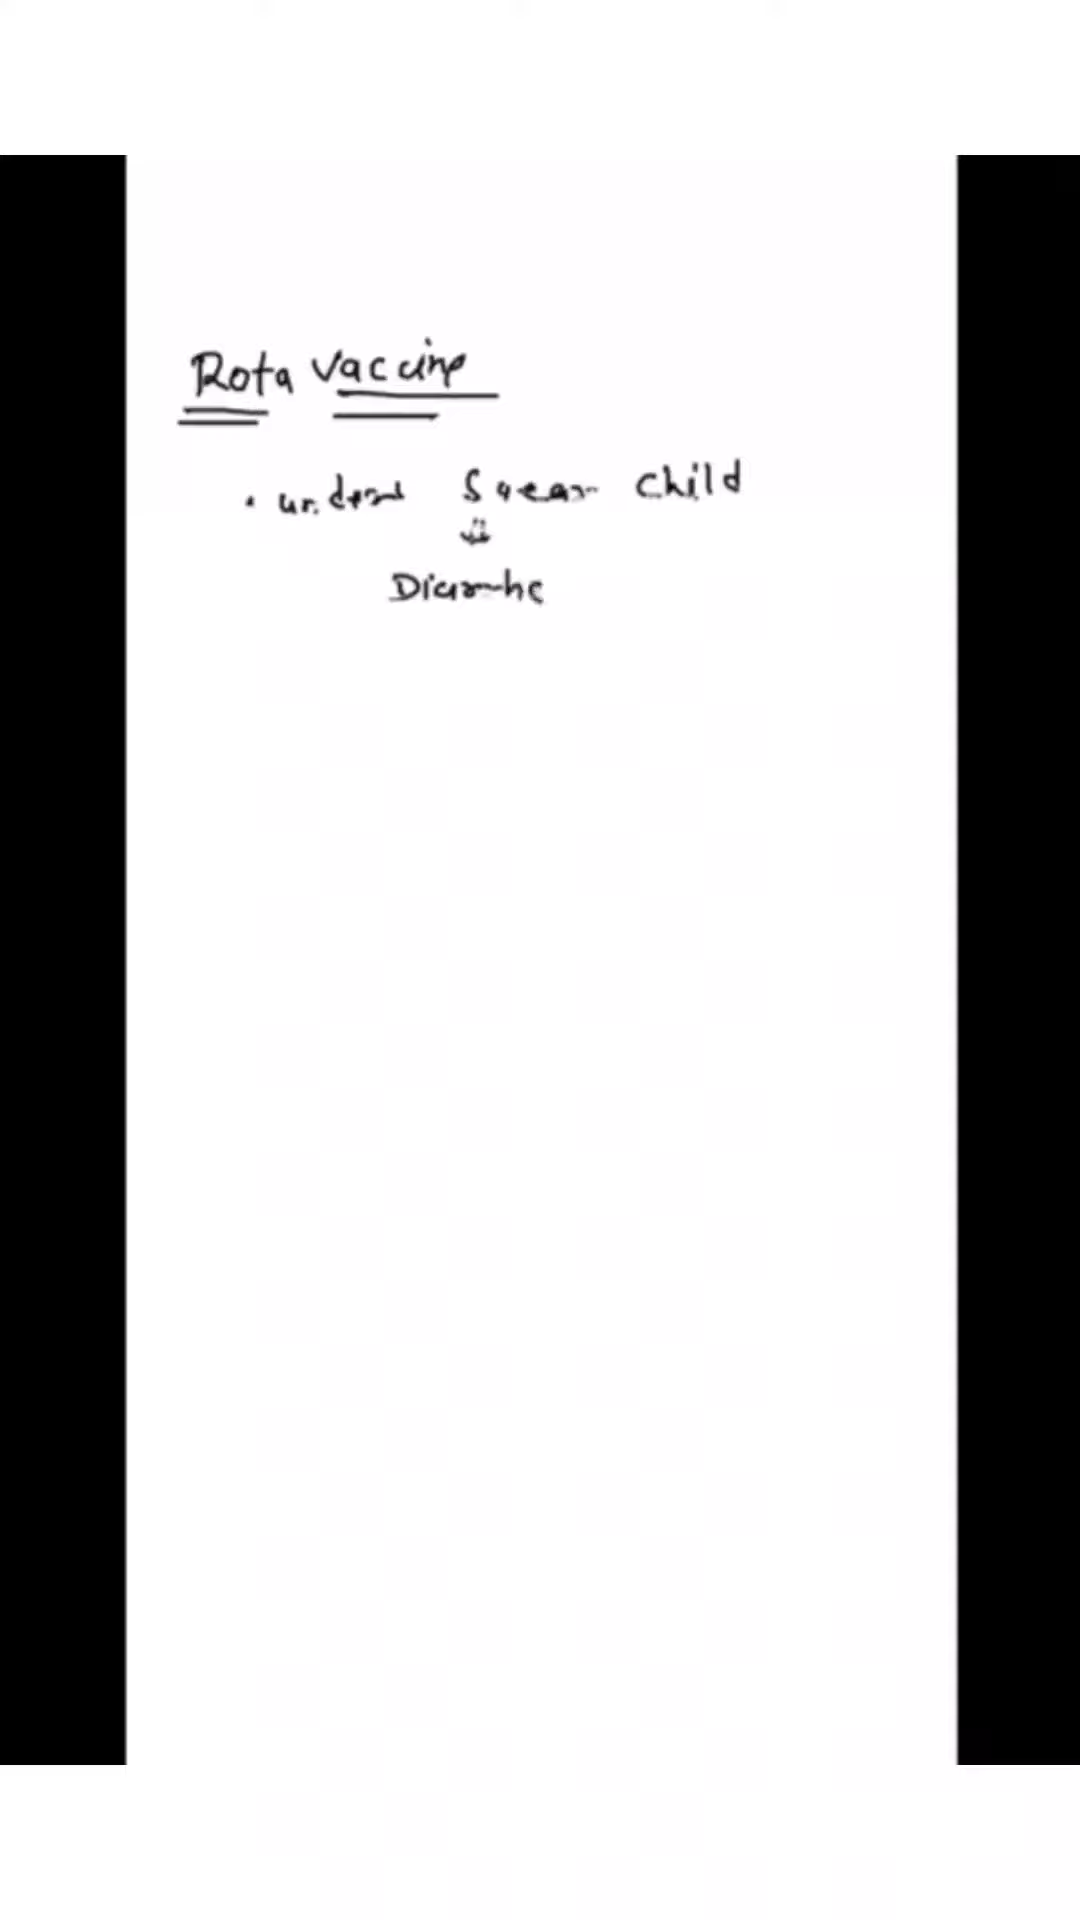 Rota vaccine
• under 5 year child
⇓
Diarrhe